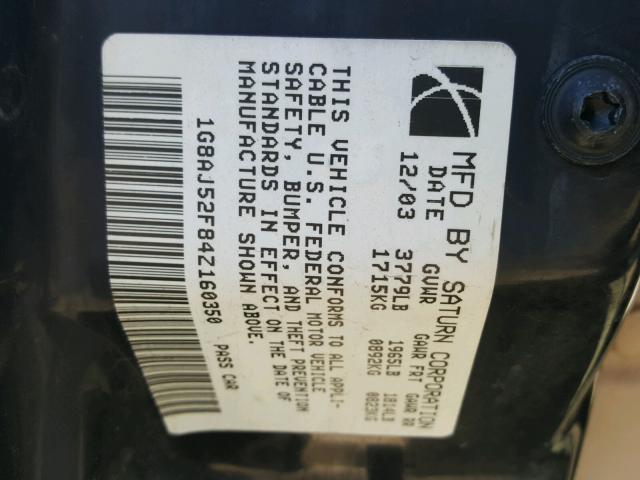 MFD BY SATURN CORPORATION
DATE GVWR GAWR FRT GAWR RR
12/03 3779LB 1965LB 1814LB
1715KG 0892KG 0823KG
THIS VEHICLE CONFORMS TO ALL APPLI-
CABLE U.S. FEDERAL MOTOR VEHICLE
SAFETY, BUMPER, AND THEFT PREVENTION
STANDARDS IN EFFECT ON THE DATE OF
MANUFACTURE SHOWN ABOVE.
1G8AJ52F84Z160350 PASS CAR